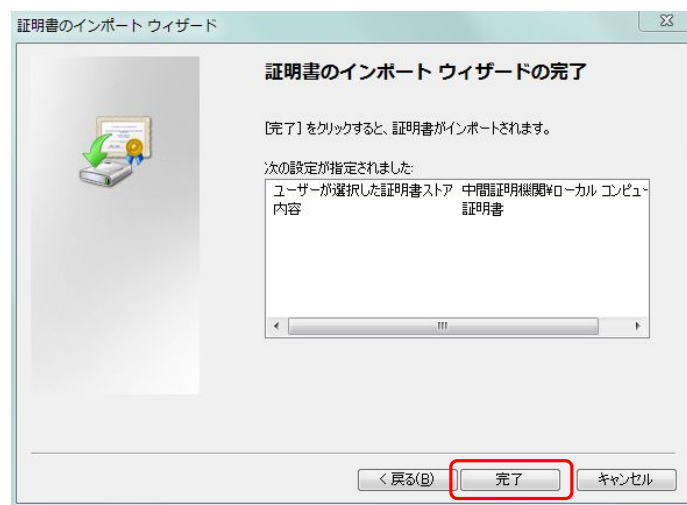 証明書のインポート ウィザード
証明書のインポート ウィザードの完了
[完了] をクリックすると、証明書がインポートされます。
次の設定が指定されました:
ユーザーが選択した証明書ストア 中間証明機関¥ローカル コンピュー
内容 証明書
< 戻る(B) 完了 キャンセル